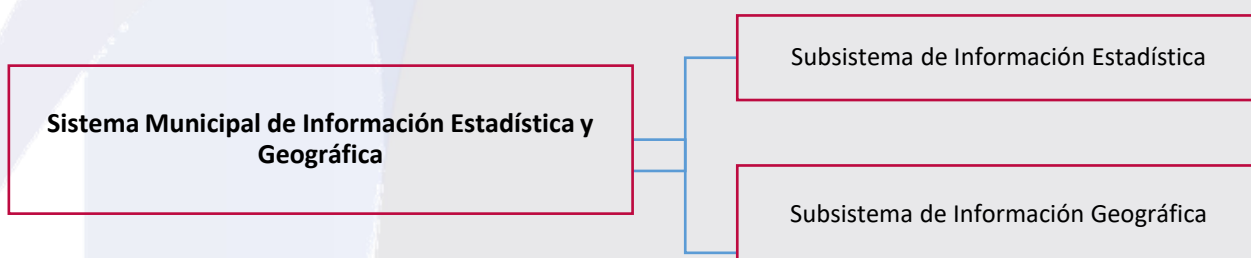 Subsistema de Información Estadística
Sistema Municipal de Información Estadística y
Geográfica
Subsistema de Información Geográfica